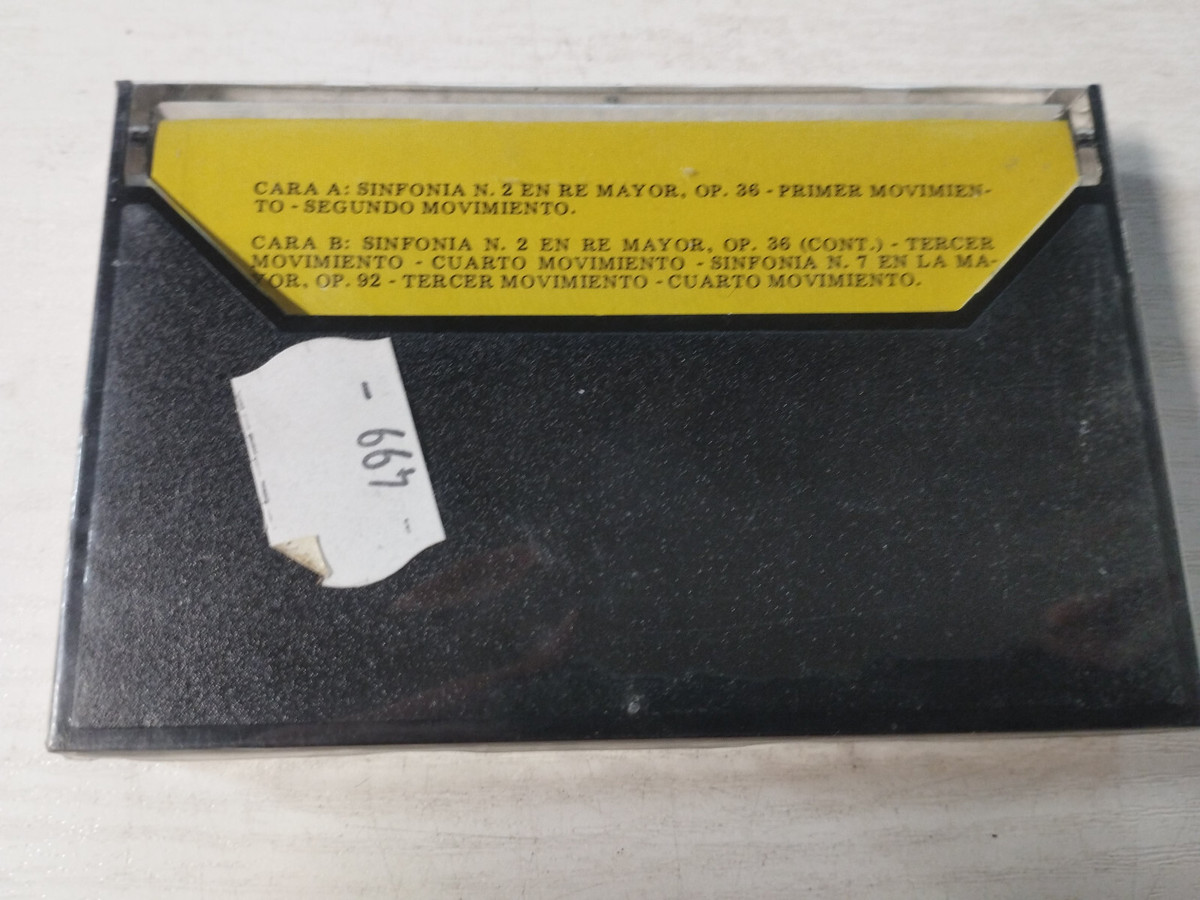 CARA A: SINFONIA N. 2 EN RE MAYOR, OP. 36 - PRIMER MOVIMIEN-
TO - SEGUNDO MOVIMIENTO.
CARA B: SINFONIA N. 2 EN RE MAYOR, OP. 36 (CONT.) - TERCER
MOVIMIENTO - CUARTO MOVIMIENTO - SINFONIA N. 7 EN LA MA-
YOR, OP. 92 - TERCER MOVIMIENTO - CUARTO MOVIMIENTO.
499